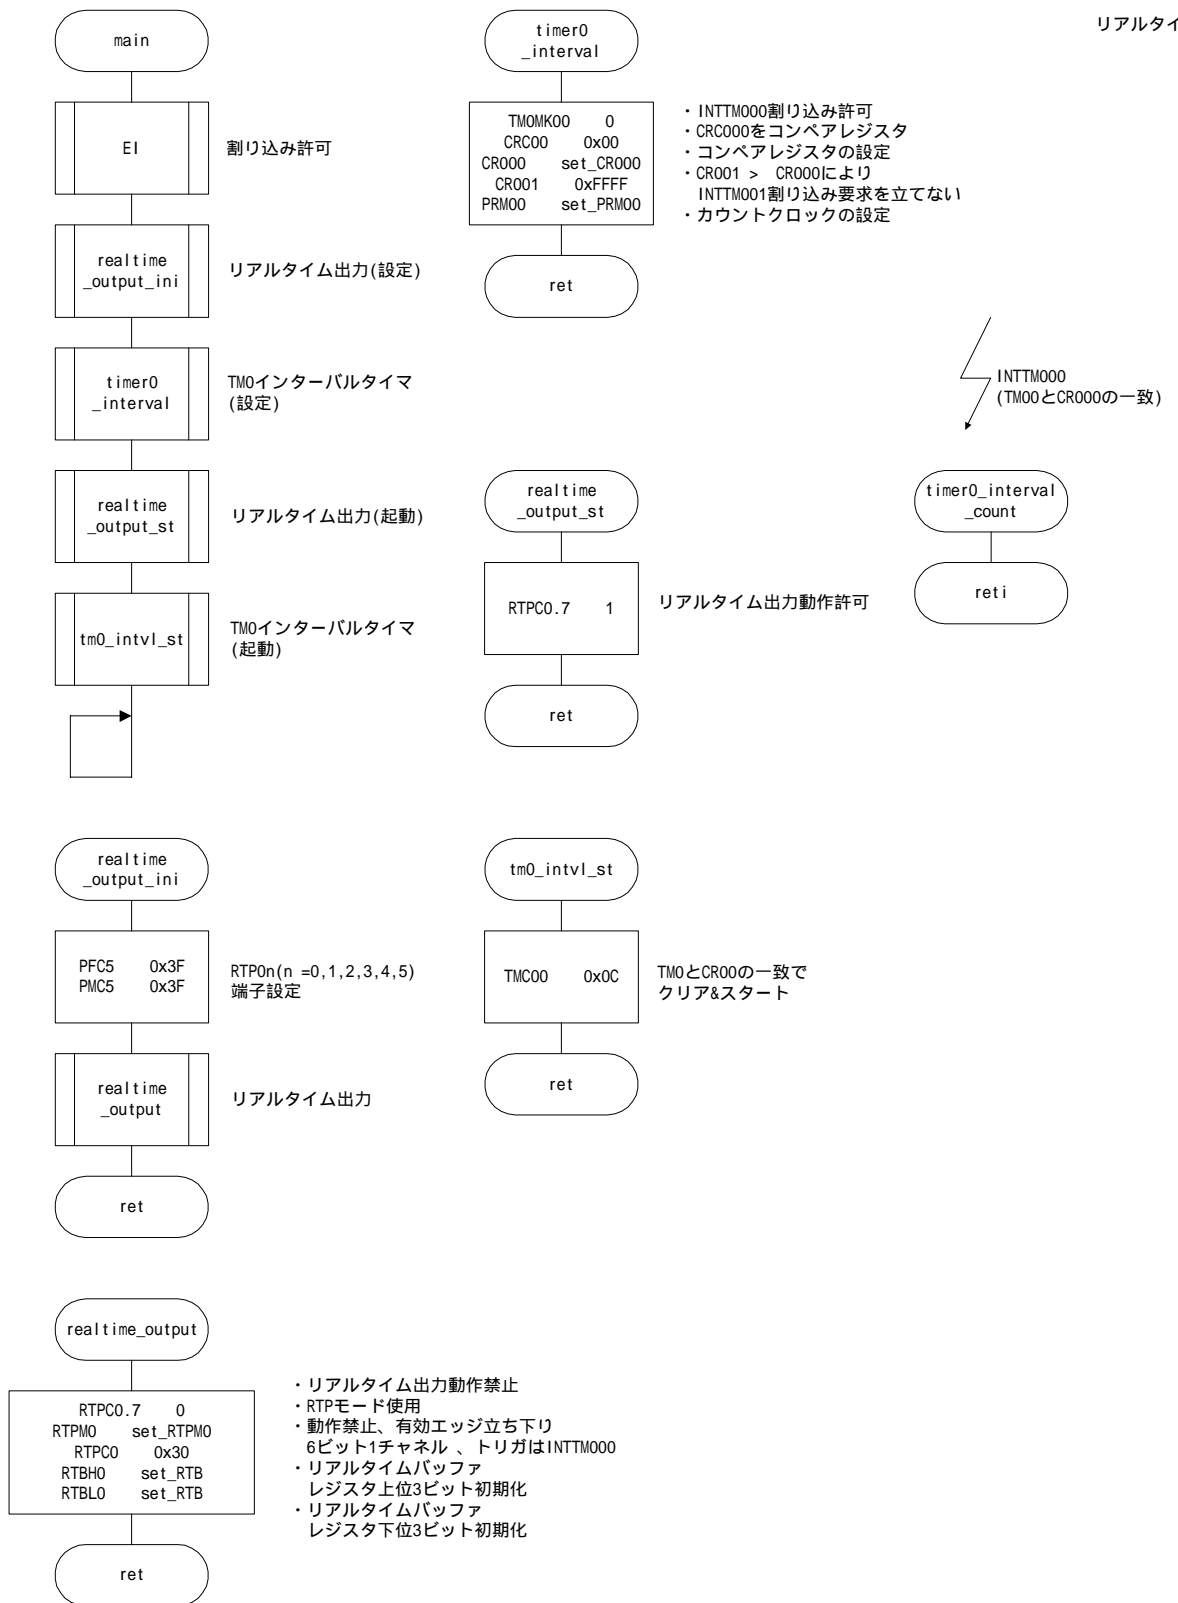 リアルタイ
main
EI
割り込み許可
realtime
_output_ini
リアルタイム出力(設定)
timer0
_interval
TM0インターバルタイマ
(設定)
realtime
_output_st
リアルタイム出力(起動)
tm0_intvl_st
TM0インターバルタイマ
(起動)
timer0
_interval
TM0MK00 0
CRC00 0x00
CR000 set_CR000
CR001 0xFFFF
PRM00 set_PRM00
・INTTM000割り込み許可
・CRC000をコンペアレジスタ
・コンペアレジスタの設定
・CR001 > CR000により
INTTM001割り込み要求を立てない
・カウントクロックの設定
ret
INTTM000
(TM00とCR000の一致)
realtime
_output_st
RTPC0.7 1
リアルタイム出力動作許可
ret
timer0_interval
_count
reti
realtime
_output_ini
PFC5 0x3F
PMC5 0x3F
RTP0n(n =0,1,2,3,4,5)
端子設定
realtime
_output
リアルタイム出力
ret
tm0_intvl_st
TMC00 0x0C
TM0とCR00の一致で
クリア&スタート
ret
realtime_output
RTPC0.7 0
RTPM0 set_RTPM0
RTPC0 0x30
RTBH0 set_RTB
RTBL0 set_RTB
・リアルタイム出力動作禁止
・RTPモード使用
・動作禁止、有効エッジ立ち下り
6ビット1チャネル 、トリガはINTTM000
・リアルタイムバッファ
レジスタ上位3ビット初期化
・リアルタイムバッファ
レジスタ下位3ビット初期化
ret